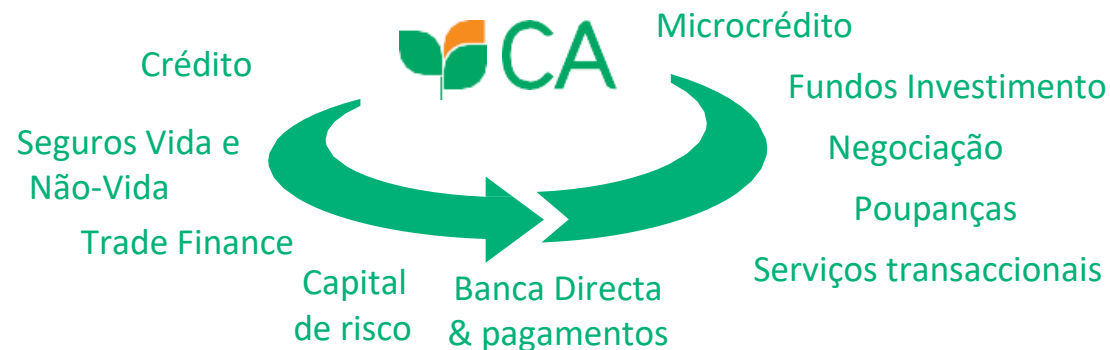 CA
Microcrédito
Crédito
Fundos Investimento
Seguros Vida e
Não-Vida
Negociação
Poupanças
Trade Finance
Serviços transaccionais
Capital
de risco
Banca Directa
& pagamentos